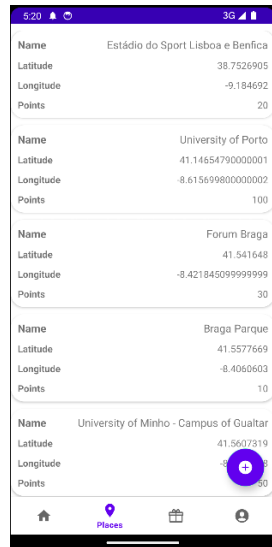 5:20 3G
Name Estádio do Sport Lisboa e Benfica
Latitude 38.7526905
Longitude -9.184692
Points 20
Name University of Porto
Latitude 41.14654790000001
Longitude -8.615699800000002
Points 100
Name Forum Braga
Latitude 41.541648
Longitude -8.421845099999999
Points 30
Name Braga Parque
Latitude 41.5577669
Longitude -8.4060603
Points 10
Name University of Minho - Campus of Gualtar
Latitude 41.5607319
Longitude
Points 50
Places